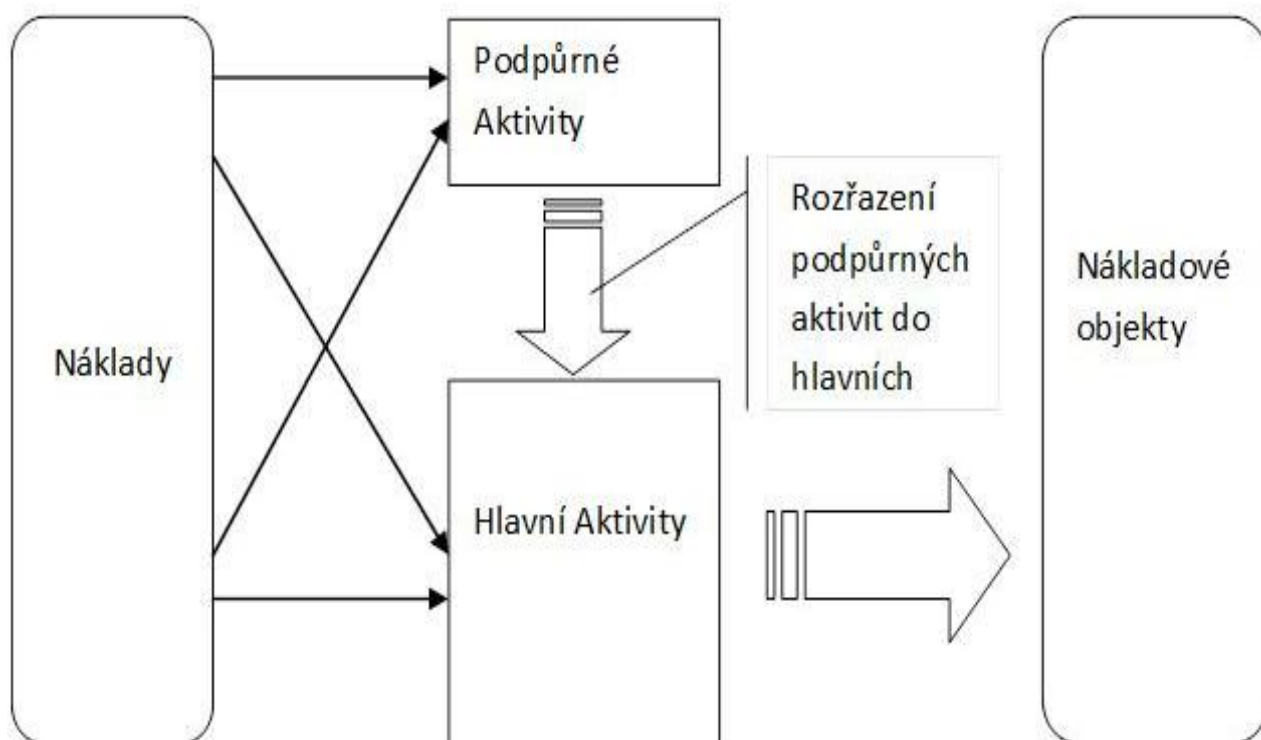 Náklady
Podpůrné
Aktivity
Rozřazení
podpůrných
aktivit do
hlavních
Hlavní Aktivity
Nákladové
objekty